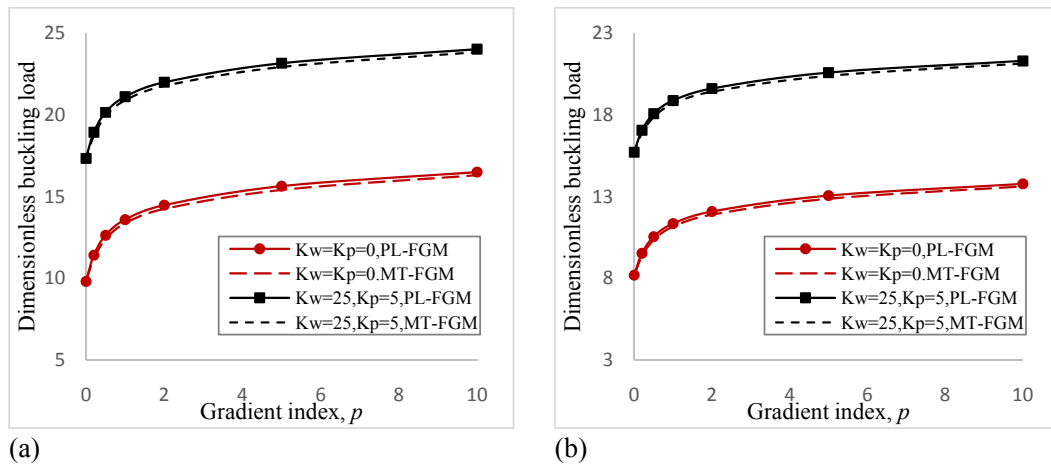 Dimensionless buckling load
25
20
15
10
5
Kw=Kp=0,PL-FGM
Kw=Kp=0.MT-FGM
Kw=25,Kp=5,PL-FGM
Kw=25,Kp=5,MT-FGM
0 2 4 6 8 10
Gradient index, p
(a)
Dimensionless buckling load
23
18
13
8
3
Kw=Kp=0,PL-FGM
Kw=Kp=0.MT-FGM
Kw=25,Kp=5,PL-FGM
Kw=25,Kp=5,MT-FGM
0 2 4 6 8 10
Gradient index, p
(b)